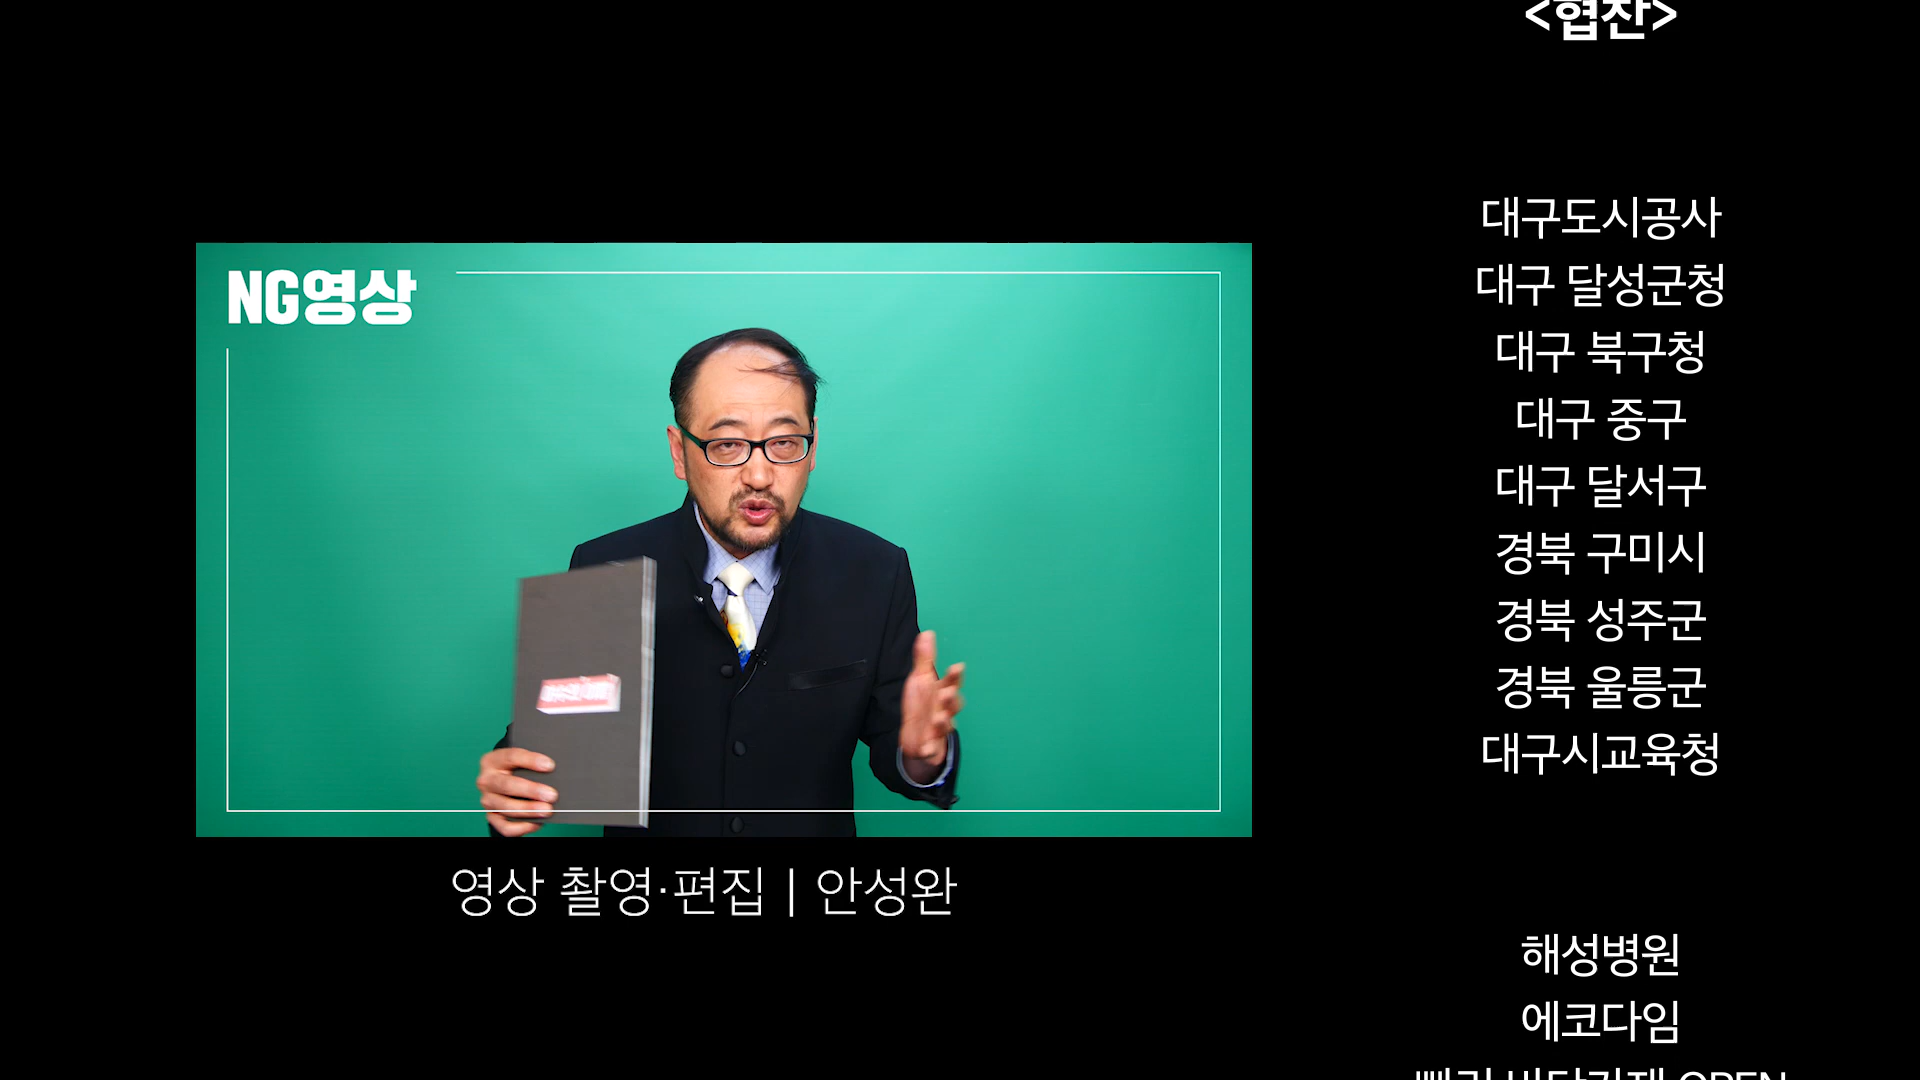 <협찬>
NG영상
영상 촬영·편집 | 안성완
대구도시공사
대구 달성군청
대구 북구청
대구 중구
대구 달서구
경북 구미시
경북 성주군
경북 울릉군
대구시교육청
해성병원
에코다임
OPEN